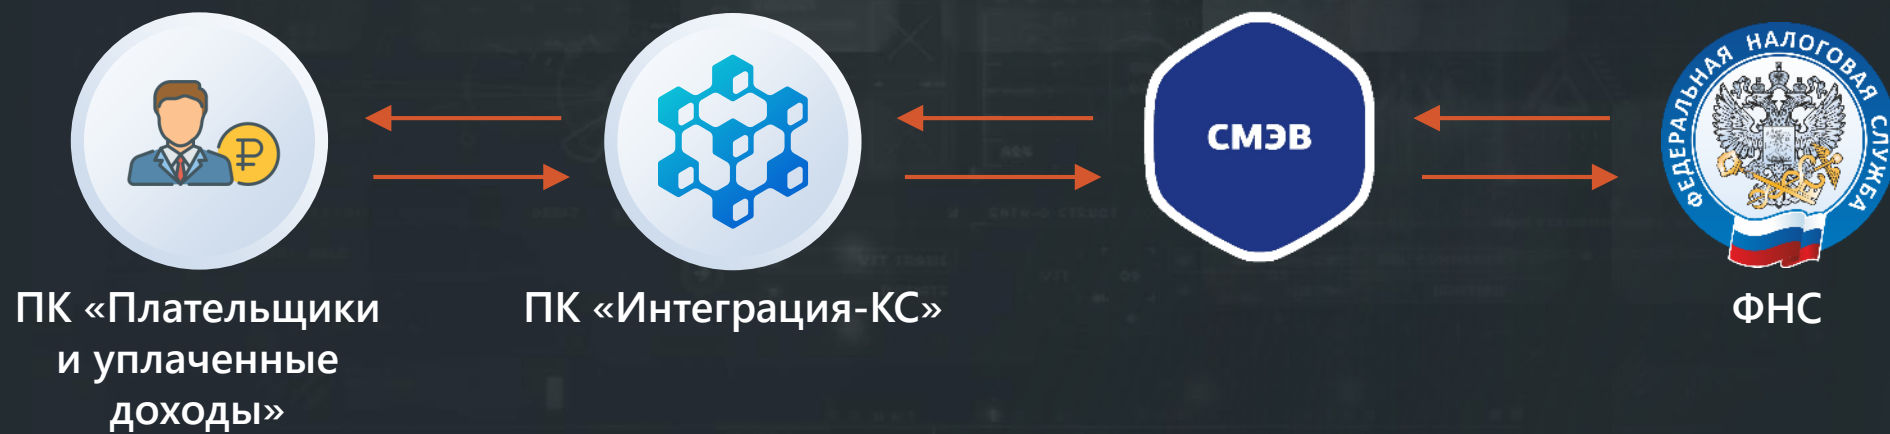 СМЭВ
ФЕДЕРАЛЬНАЯ НАЛОГОВАЯ СЛУЖБА
ПК «Плательщики
и уплаченные
доходы»
ПК «Интеграция-КС»
ФНС